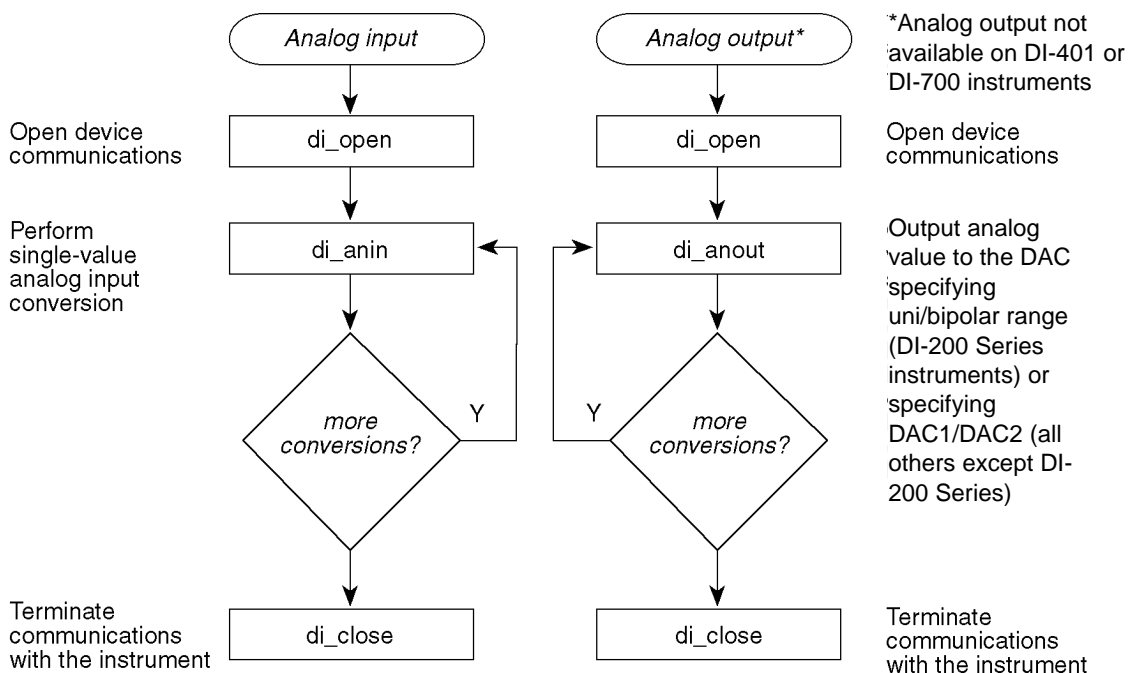 Analog input
Analog output*
*Analog output not
available on DI-401 or
DI-700 instruments
Open device
communications
di_open
di_open
Open device
communications
Perform
single-value
analog input
conversion
di_anin
di_anout
Output analog
value to the DAC
specifying
uni/bipolar range
(DI-200 Series
instruments) or
specifying
DAC1/DAC2 (all
others except DI-
200 Series)
more
conversions?
Y
Y
more
conversions?
Terminate
communications
with the instrument
di_close
di_close
Terminate
communications
with the instrument